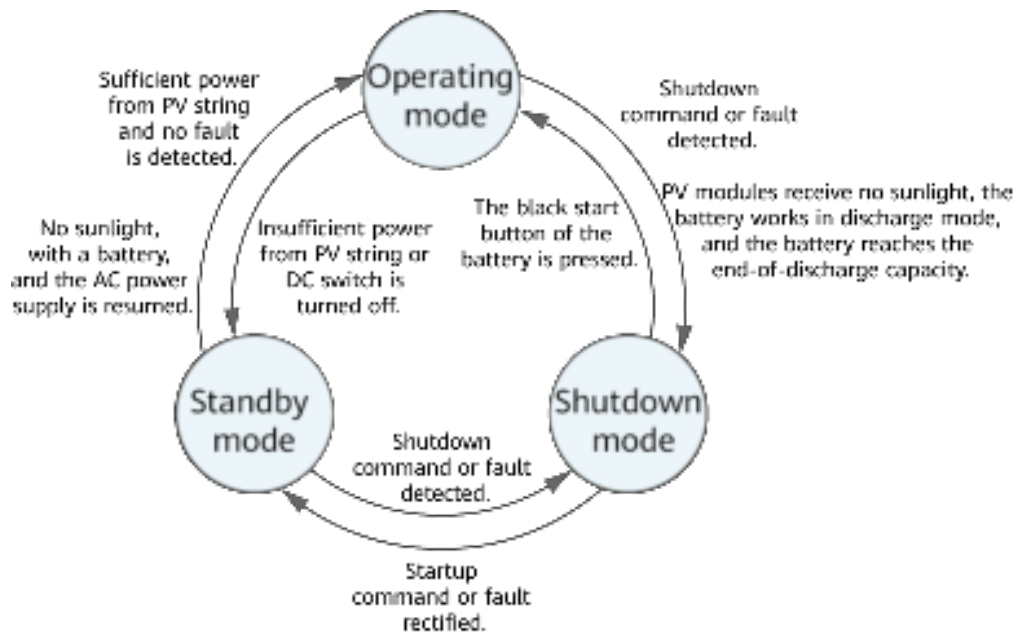 Operating
mode
Sufficient power
from PV string
and no fault
is detected.
Shutdown
command or fault
detected.
No sunlight,
with a battery,
and the AC power
supply is resumed.
Insufficient power
from PV string or
DC switch is
turned off.
The black start
button of the
battery is pressed.
PV modules receive no sunlight, the
battery works in discharge mode,
and the battery reaches the
end-of-discharge capacity.
Standby
mode
Shutdown
mode
Shutdown
command or fault
detected.
Startup
command or fault
rectified.